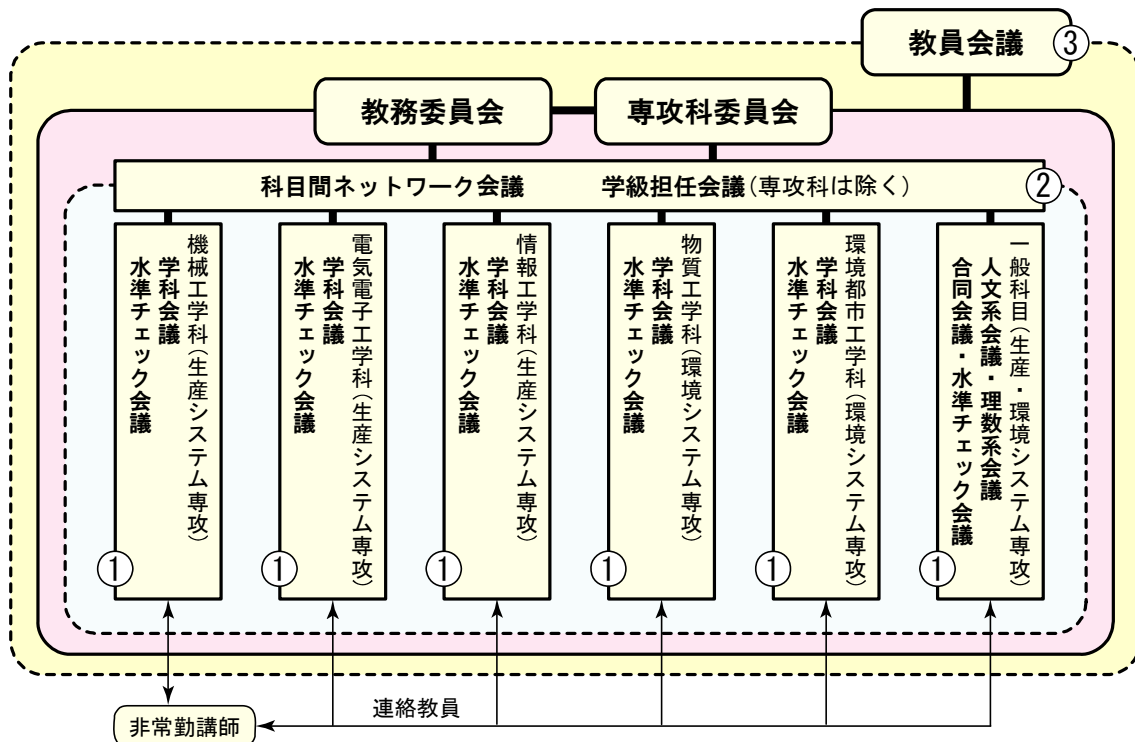 教員会議 ③
教務委員会
専攻科委員会
科目間ネットワーク会議 学級担任会議(専攻科は除く) ②
機械工学科(生産システム専攻)
学科会議
水準チェック会議
①
電気電子工学科(生産システム専攻)
学科会議
水準チェック会議
①
情報工学科(生産システム専攻)
学科会議
水準チェック会議
①
物質工学科(環境システム専攻)
学科会議
水準チェック会議
①
環境都市工学科(環境システム専攻)
学科会議
水準チェック会議
①
一般科目(生産・環境システム専攻)
人文系会議・理数系会議
合同会議・水準チェック会議
①
連絡教員
非常勤講師